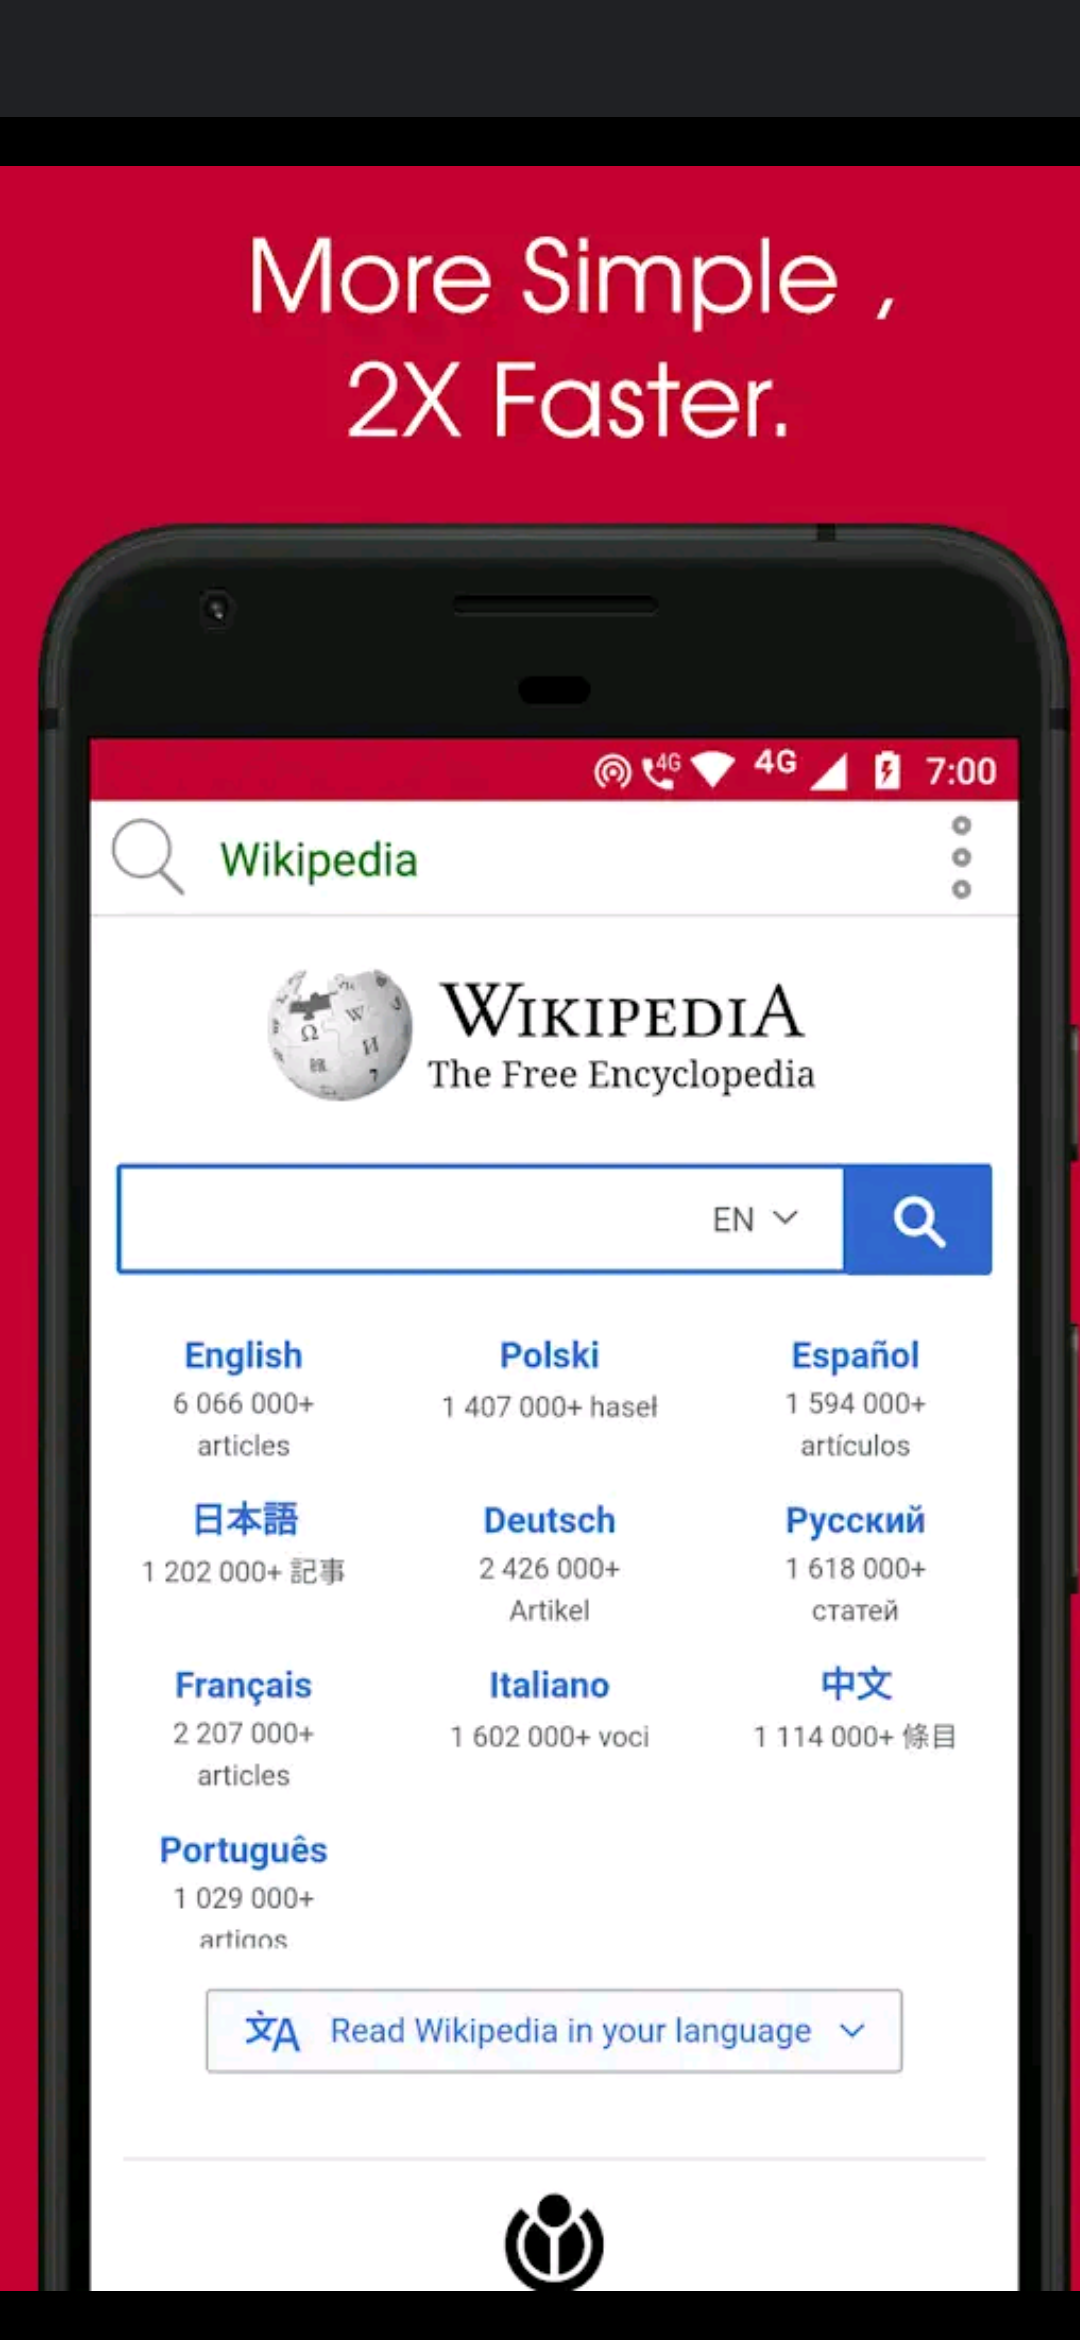 More Simple ,
2X Faster.
4G 4G 7:00
Wikipedia
WIKIPEDIA
The Free Encyclopedia
EN
English Polski Español
6 066 000+ 1 407 000+ haseł 1 594 000+
articles artículos
日本語 Deutsch Русский
1 202 000+ 記事 2 426 000+ 1 618 000+
Artikel статей
Français Italiano 中文
2 207 000+ 1 602 000+ voci 1 114 000+ 條目
articles
Português
1 029 000+
artigos
文A Read Wikipedia in your language